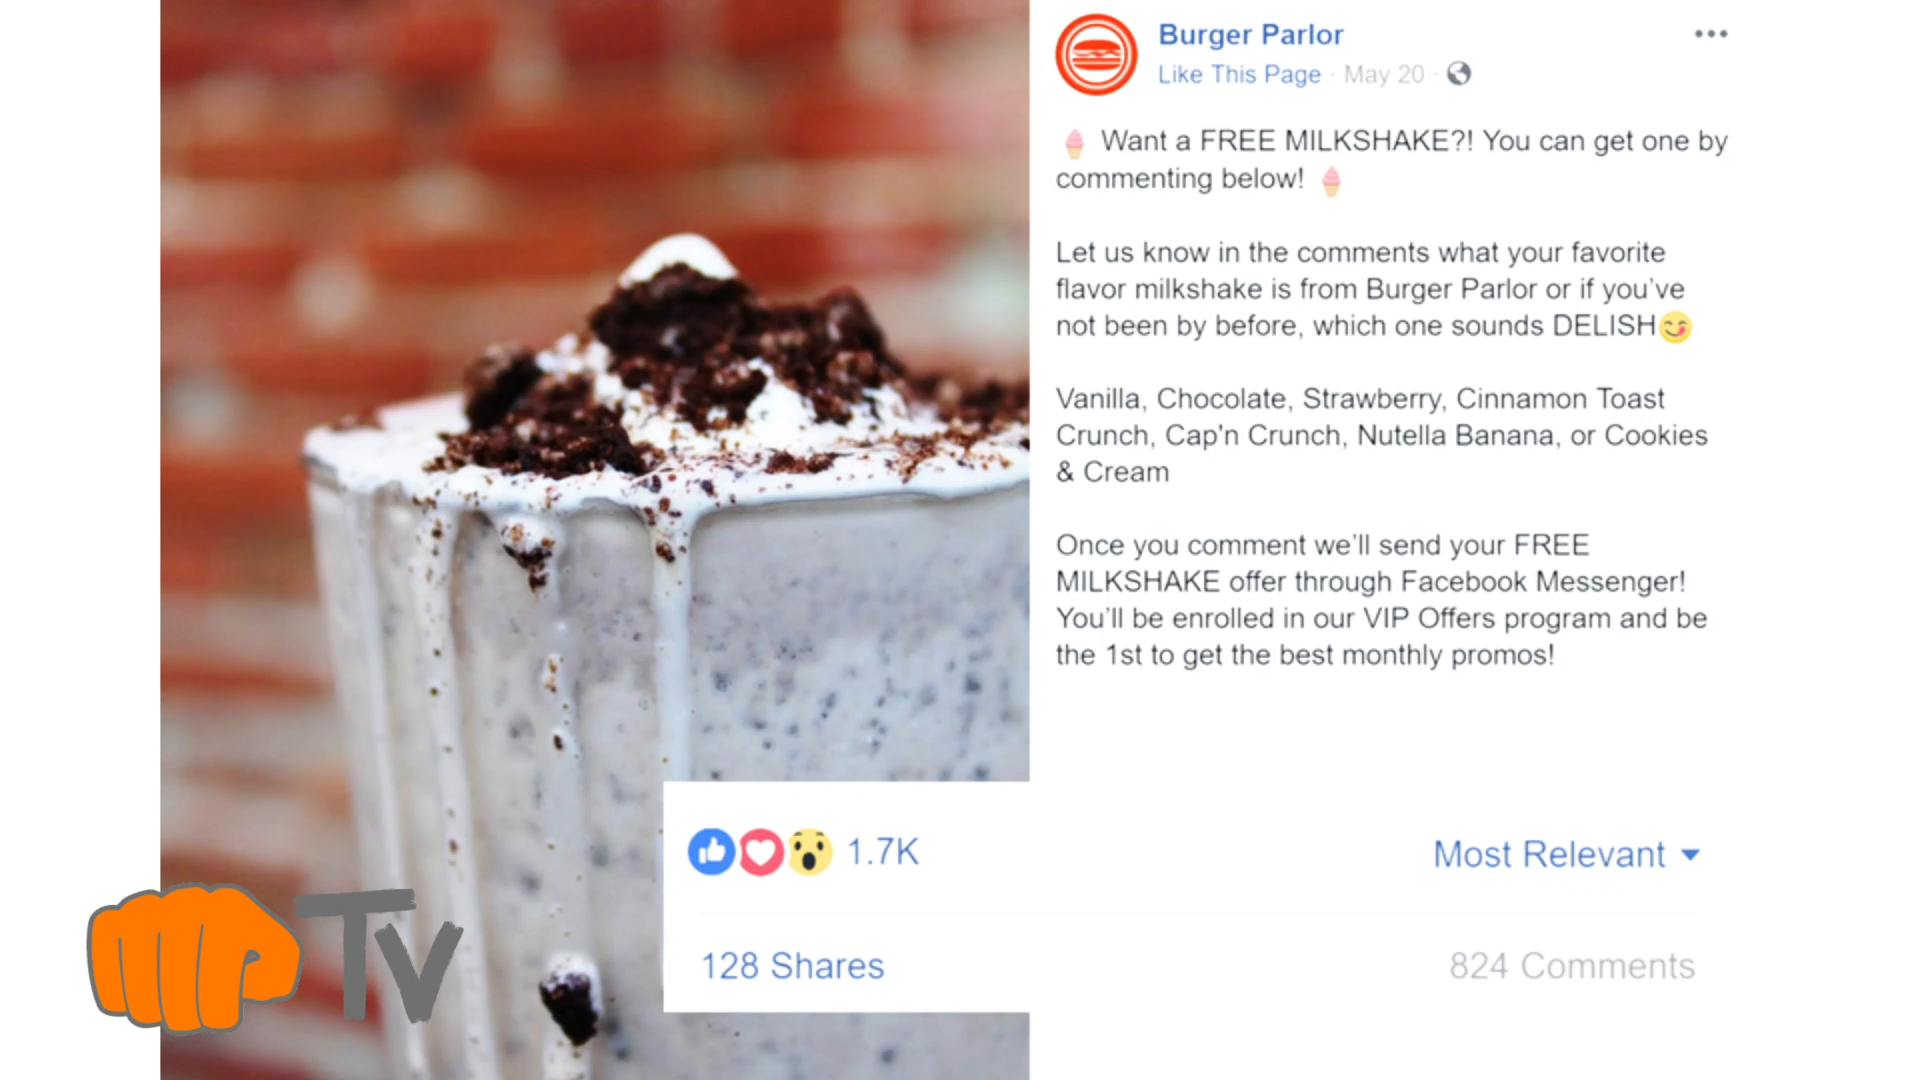 Burger Parlor
Like This Page · May 20 ·
Want a FREE MILKSHAKE?! You can get one by
commenting below!
Let us know in the comments what your favorite
flavor milkshake is from Burger Parlor or if you've
not been by before, which one sounds DELISH
Vanilla, Chocolate, Strawberry, Cinnamon Toast
Crunch, Cap'n Crunch, Nutella Banana, or Cookies
& Cream
Once you comment we'll send your FREE
MILKSHAKE offer through Facebook Messenger!
You'll be enrolled in our VIP Offers program and be
the 1st to get the best monthly promos!
1.7K
Most Relevant
128 Shares
824 Comments
Tv